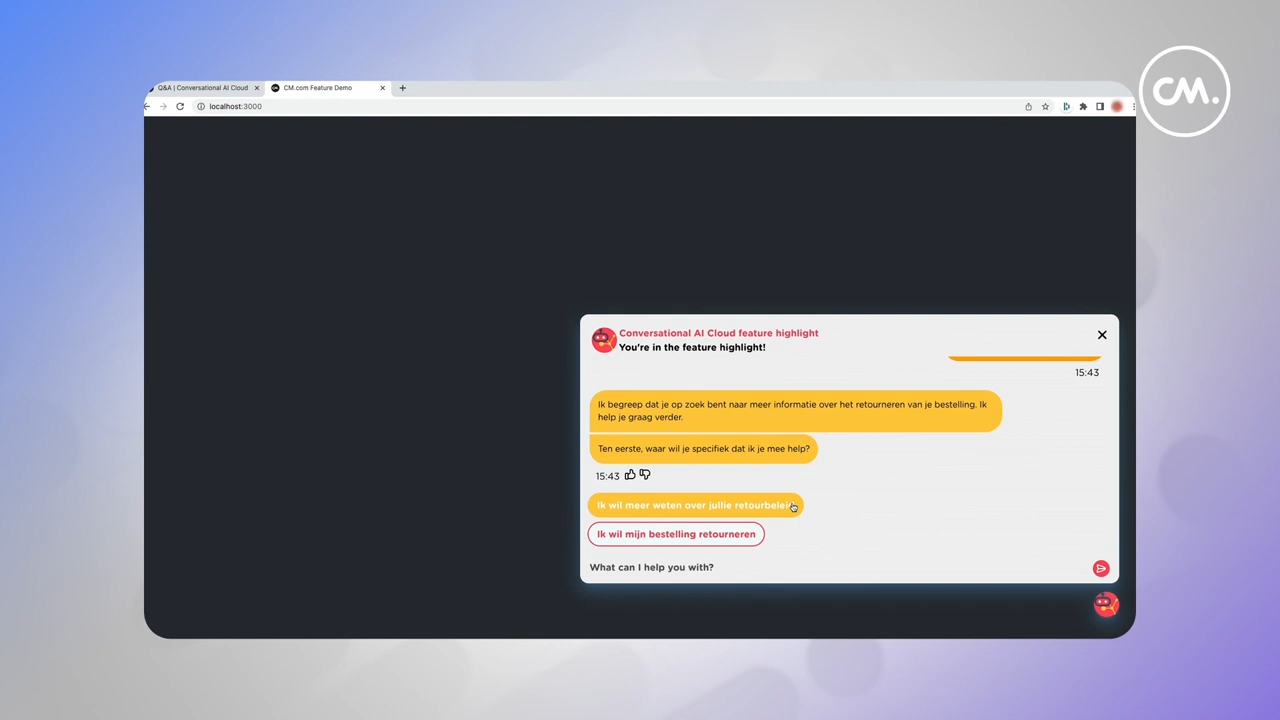 CM.
Q&A | Conversational AI Cloud
CM.com Feature Demo
localhost:3000
Conversational AI Cloud feature highlight
You're in the feature highlight!
15:43
Ik begreep dat je op zoek bent naar meer informatie over het retourneren van je bestelling. Ik
help je graag verder.
Ten eerste, waar wil je specifiek dat ik je mee help?
15:43
Ik wil meer weten over jullie retourbeleid
Ik wil mijn bestelling retourneren
What can I help you with?